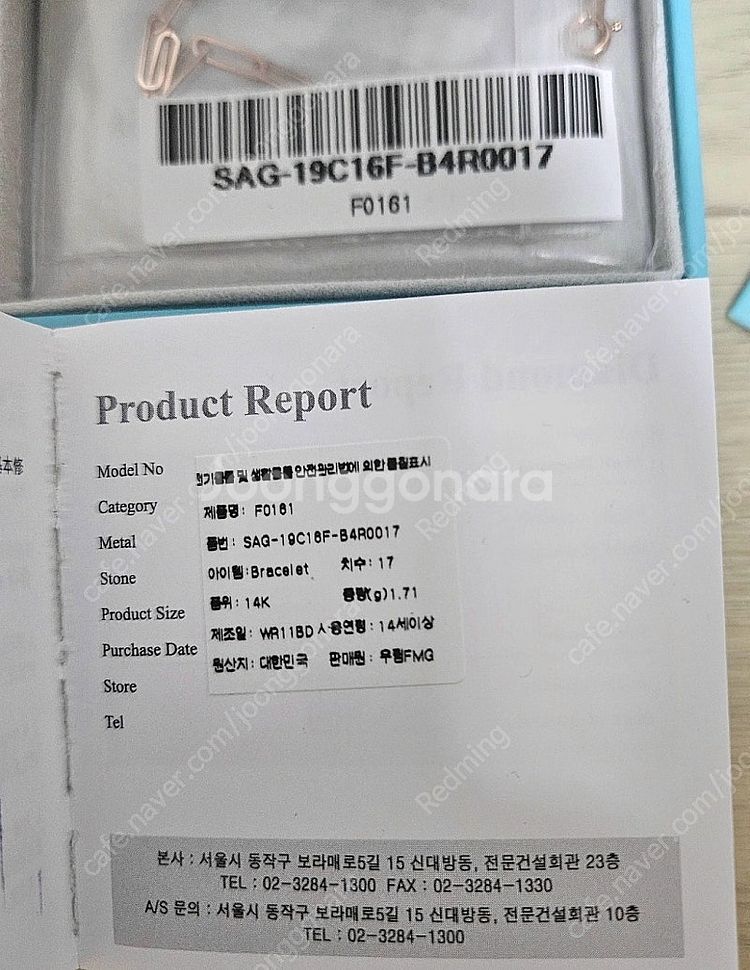 SAG-19C16F-B4R0017
F0161
Product Report
Model No
Category
Metal
Stone
Product Size
Purchase Date
Store
Tel
전기용품 및 생활용품 안전관리법에 의한 품질표시
제품명: F0161
품번: SAG-19C16F-B4R0017
아이템:Bracelet 치수: 17
품위: 14K 중량(g)1.71
제조일: WR11BD 사용연령: 14세이상
원산지: 대한민국 판매원: 우림FMG
본사 : 서울시 동작구 보라매로5길 15 신대방동, 전문건설회관 23층
TEL : 02-3284-1300 FAX : 02-3284-1330
A/S 문의 : 서울시 동작구 보라매로5길 15 신대방동, 전문건설회관 10층
TEL : 02-3284-1300
Joonggonara
Redming
cafe.naver.com/joonggonara